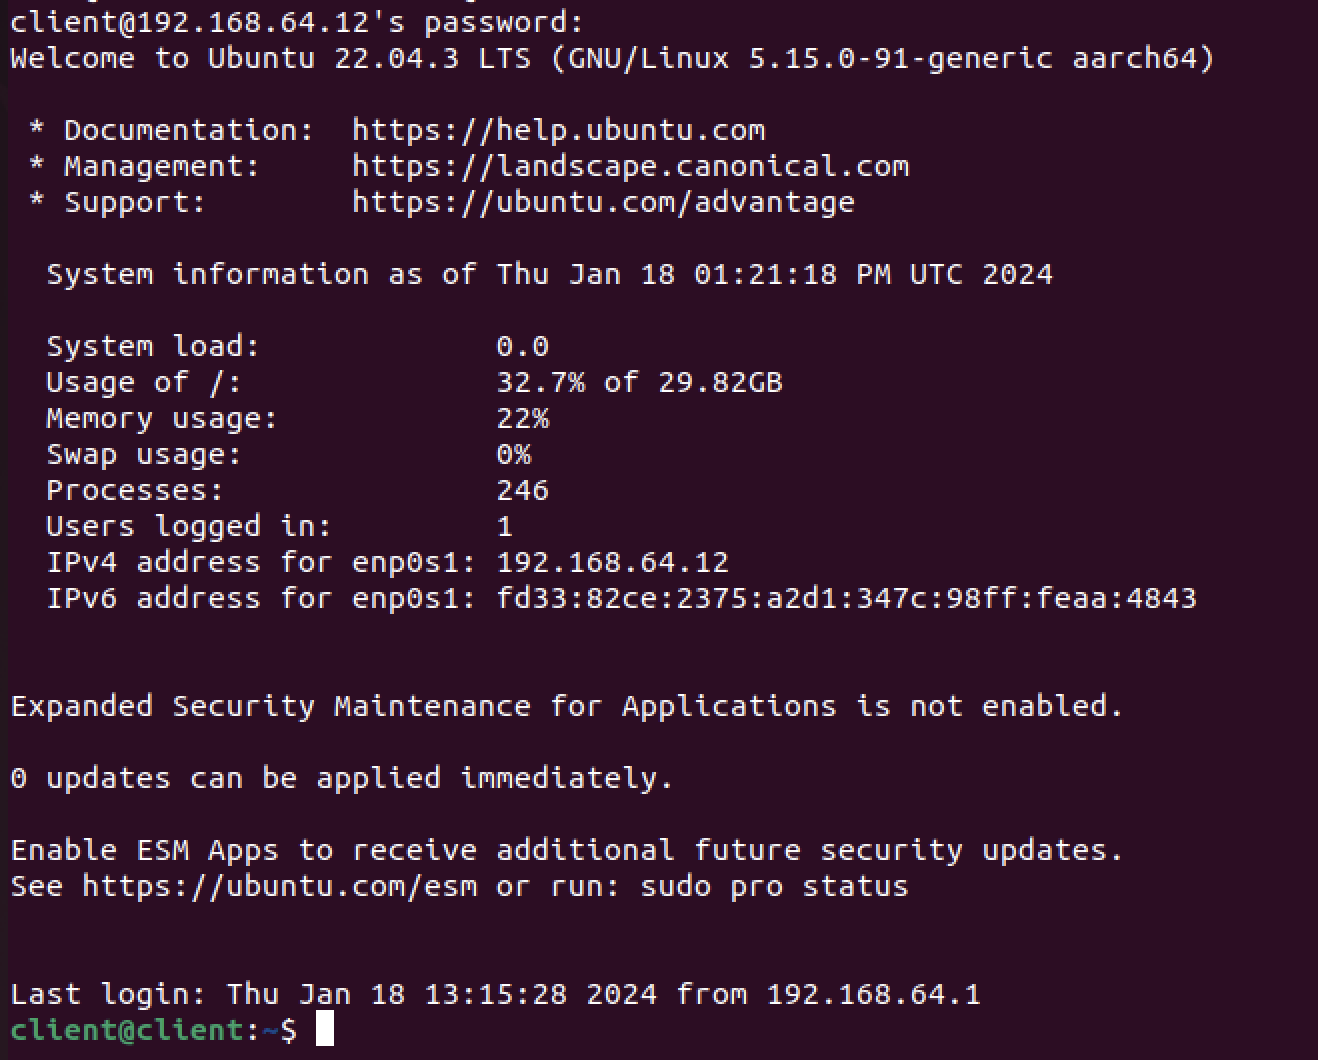 client@192.168.64.12's password:
Welcome to Ubuntu 22.04.3 LTS (GNU/Linux 5.15.0-91-generic aarch64)

 * Documentation:  https://help.ubuntu.com
 * Management:     https://landscape.canonical.com
 * Support:        https://ubuntu.com/advantage

  System information as of Thu Jan 18 01:21:18 PM UTC 2024

  System load:             0.0
  Usage of /:              32.7% of 29.82GB
  Memory usage:            22%
  Swap usage:              0%
  Processes:               246
  Users logged in:         1
  IPv4 address for enp0s1: 192.168.64.12
  IPv6 address for enp0s1: fd33:82ce:2375:a2d1:347c:98ff:feaa:4843


Expanded Security Maintenance for Applications is not enabled.

0 updates can be applied immediately.

Enable ESM Apps to receive additional future security updates.
See https://ubuntu.com/esm or run: sudo pro status


Last login: Thu Jan 18 13:15:28 2024 from 192.168.64.1
client@client:~$